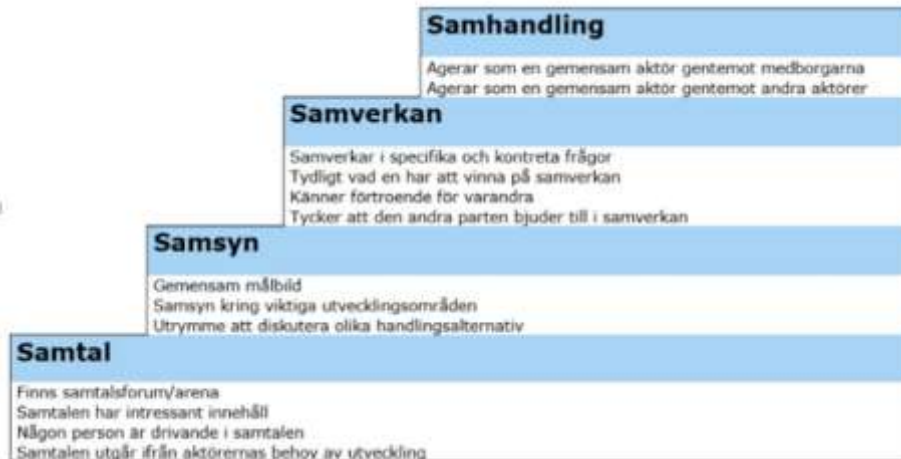 Samhandling
Agerar som en gemensam aktör gentemot medborgarna
Agerar som en gemensam aktör gentemot andra aktörer
Samverkan
Samverkar i specifika och kontreta frågor
Tydligt vad en har att vinna på samverkan
Känner förtroende för varandra
Tycker att den andra parten bjuder till i samverkan
Samsyn
Gemensam målbild
Samsyn kring viktiga utvecklingsområden
Utrymme att diskutera olika handlingsalternativ
Samtal
Finns samtalsforum/arena
Samtalen har intressant innehåll
Någon person är drivande i samtalen
Samtalen utgår ifrån aktörernas behov av utveckling